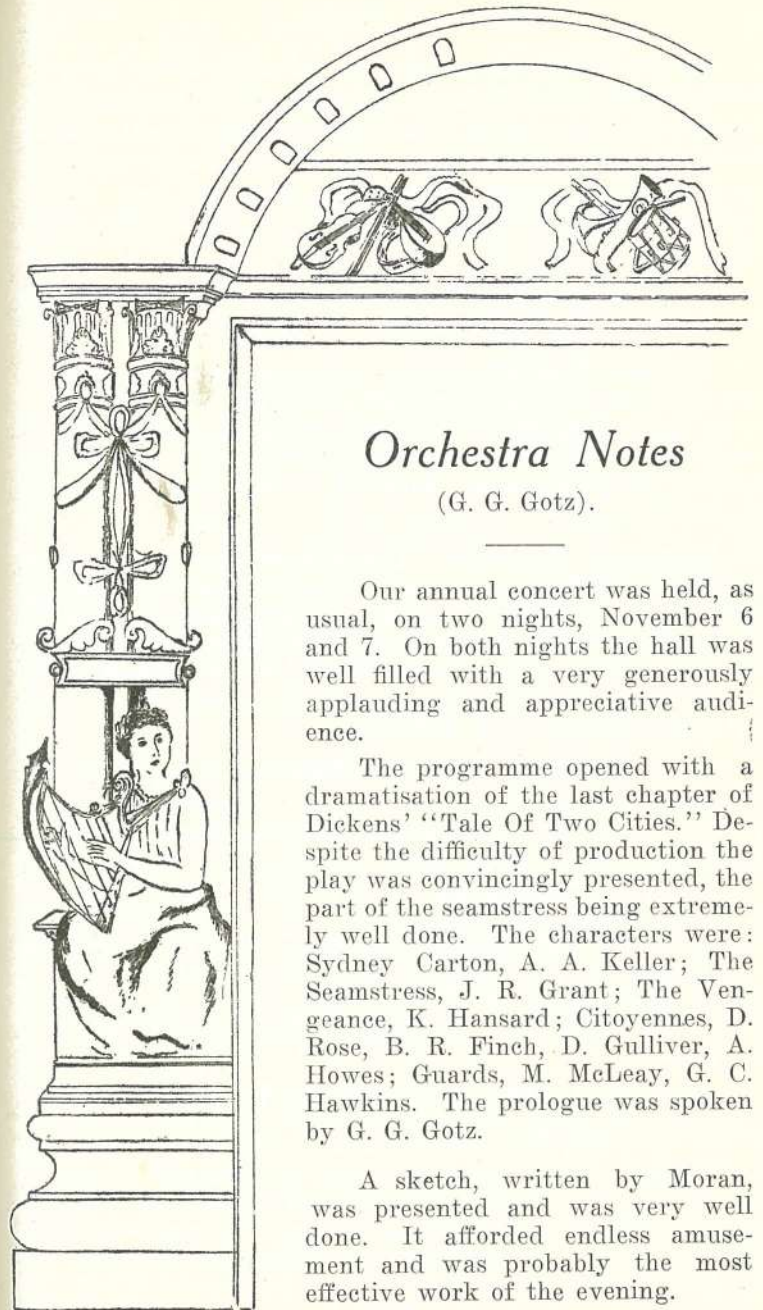 Orchestra Notes
(G. G. Gotz).
Our annual concert was held, as
usual, on two nights, November 6
and 7. On both nights the hall was
well filled with a very generously
applauding and appreciative audi-
ence.
The programme opened with a
dramatisation of the last chapter of
Dickens' ‘‘Tale Of Two Cities.’’ De-
spite the difficulty of production the
play was convincingly presented, the
part of the seamstress being extreme-
ly well done. The characters were:
Sydney Carton, A. A. Keller; The
Seamstress, J. R. Grant; The Ven-
geance, K. Hansard; Citoyennes, D.
Rose, B. R. Finch, D. Gulliver, A.
Howes; Guards, M. McLeay, G. C.
Hawkins. The prologue was spoken
by G. G. Gotz.
A sketch, written by Moran,
was presented and was very well
done. It afforded endless amuse-
ment and was probably the most
effective work of the evening.